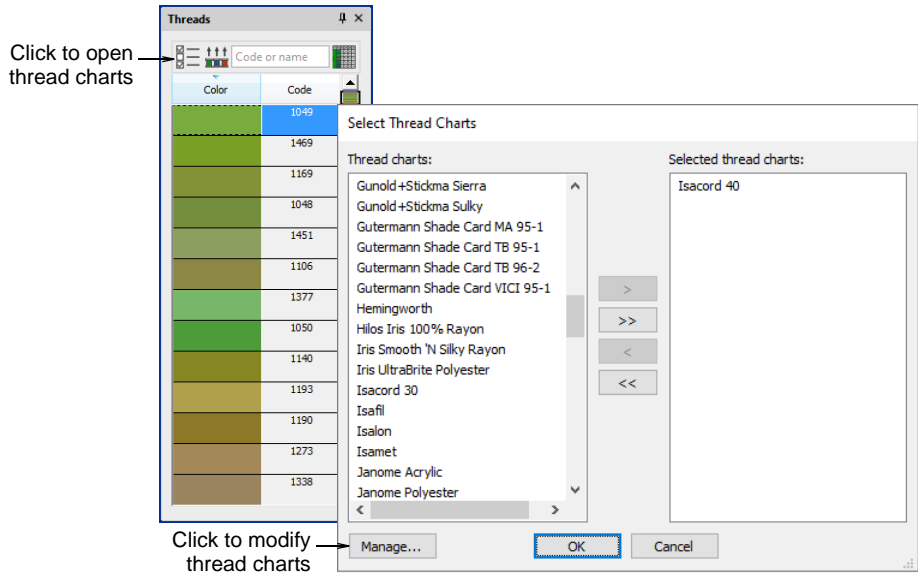 Threads
Click to open
thread charts
Code or name
Color Code
1049
1469
1169
1048
1451
1106
1377
1050
1140
1193
1190
1273
1338
Select Thread Charts
Thread charts:
Gunold+Stickma Sierra
Gunold+Stickma Sulky
Gutermann Shade Card MA 95-1
Gutermann Shade Card TB 95-1
Gutermann Shade Card TB 96-2
Gutermann Shade Card VICI 95-1
Hemingworth
Hilos Iris 100% Rayon
Iris Smooth 'N Silky Rayon
Iris UltraBrite Polyester
Isacord 30
Isafil
Isalon
Isamet
Janome Acrylic
Janome Polyester
>
>>
<
<<
Selected thread charts:
Isacord 40
Click to modify
thread charts
Manage...
OK
Cancel